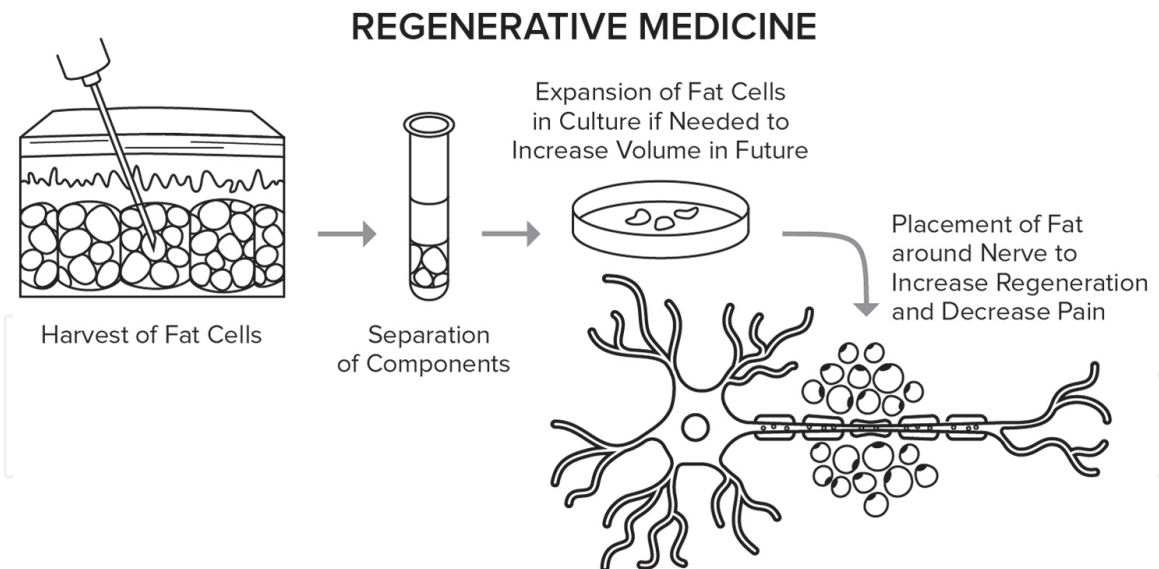 REGENERATIVE MEDICINE
Harvest of Fat Cells
Separation
of Components
Expansion of Fat Cells
in Culture if Needed to
Increase Volume in Future
Placement of Fat
around Nerve to
Increase Regeneration
and Decrease Pain